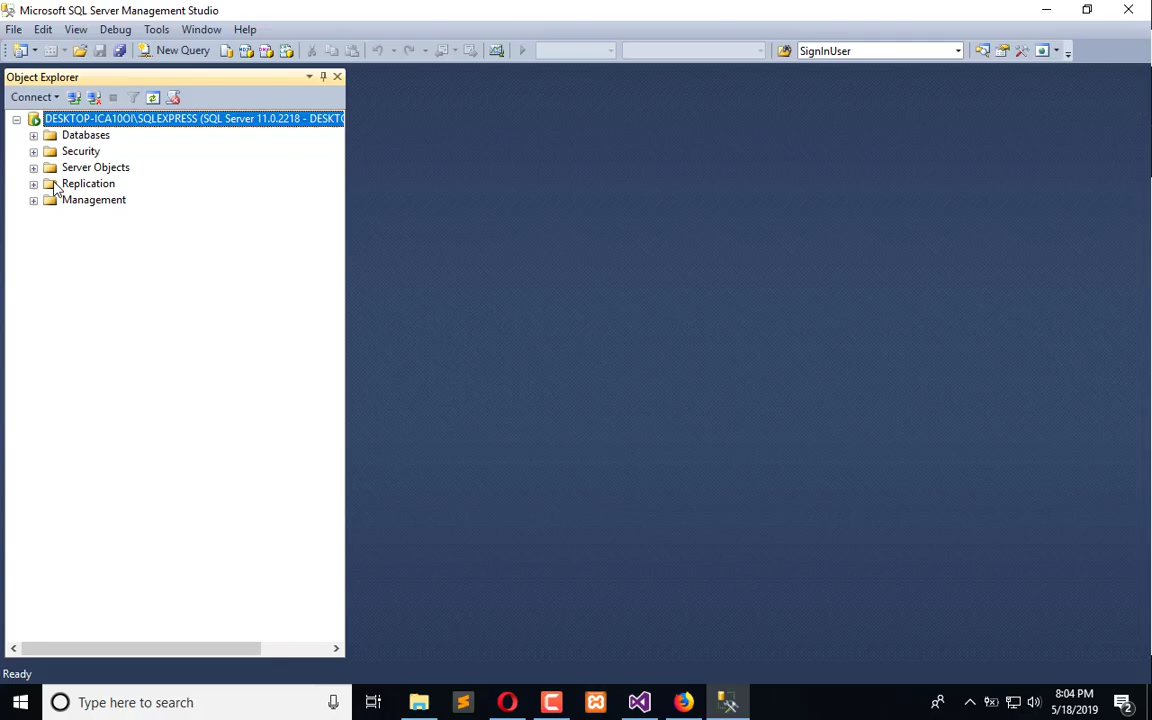 Microsoft SQL Server Management Studio
File Edit View Debug Tools Window Help
New Query SignInUser
Object Explorer
Connect
DESKTOP-ICA10OI\SQLEXPRESS (SQL Server 11.0.2218 - DESKTO
Databases
Security
Server Objects
Replication
Management
Ready
Type here to search
8:04 PM
5/18/2019
2